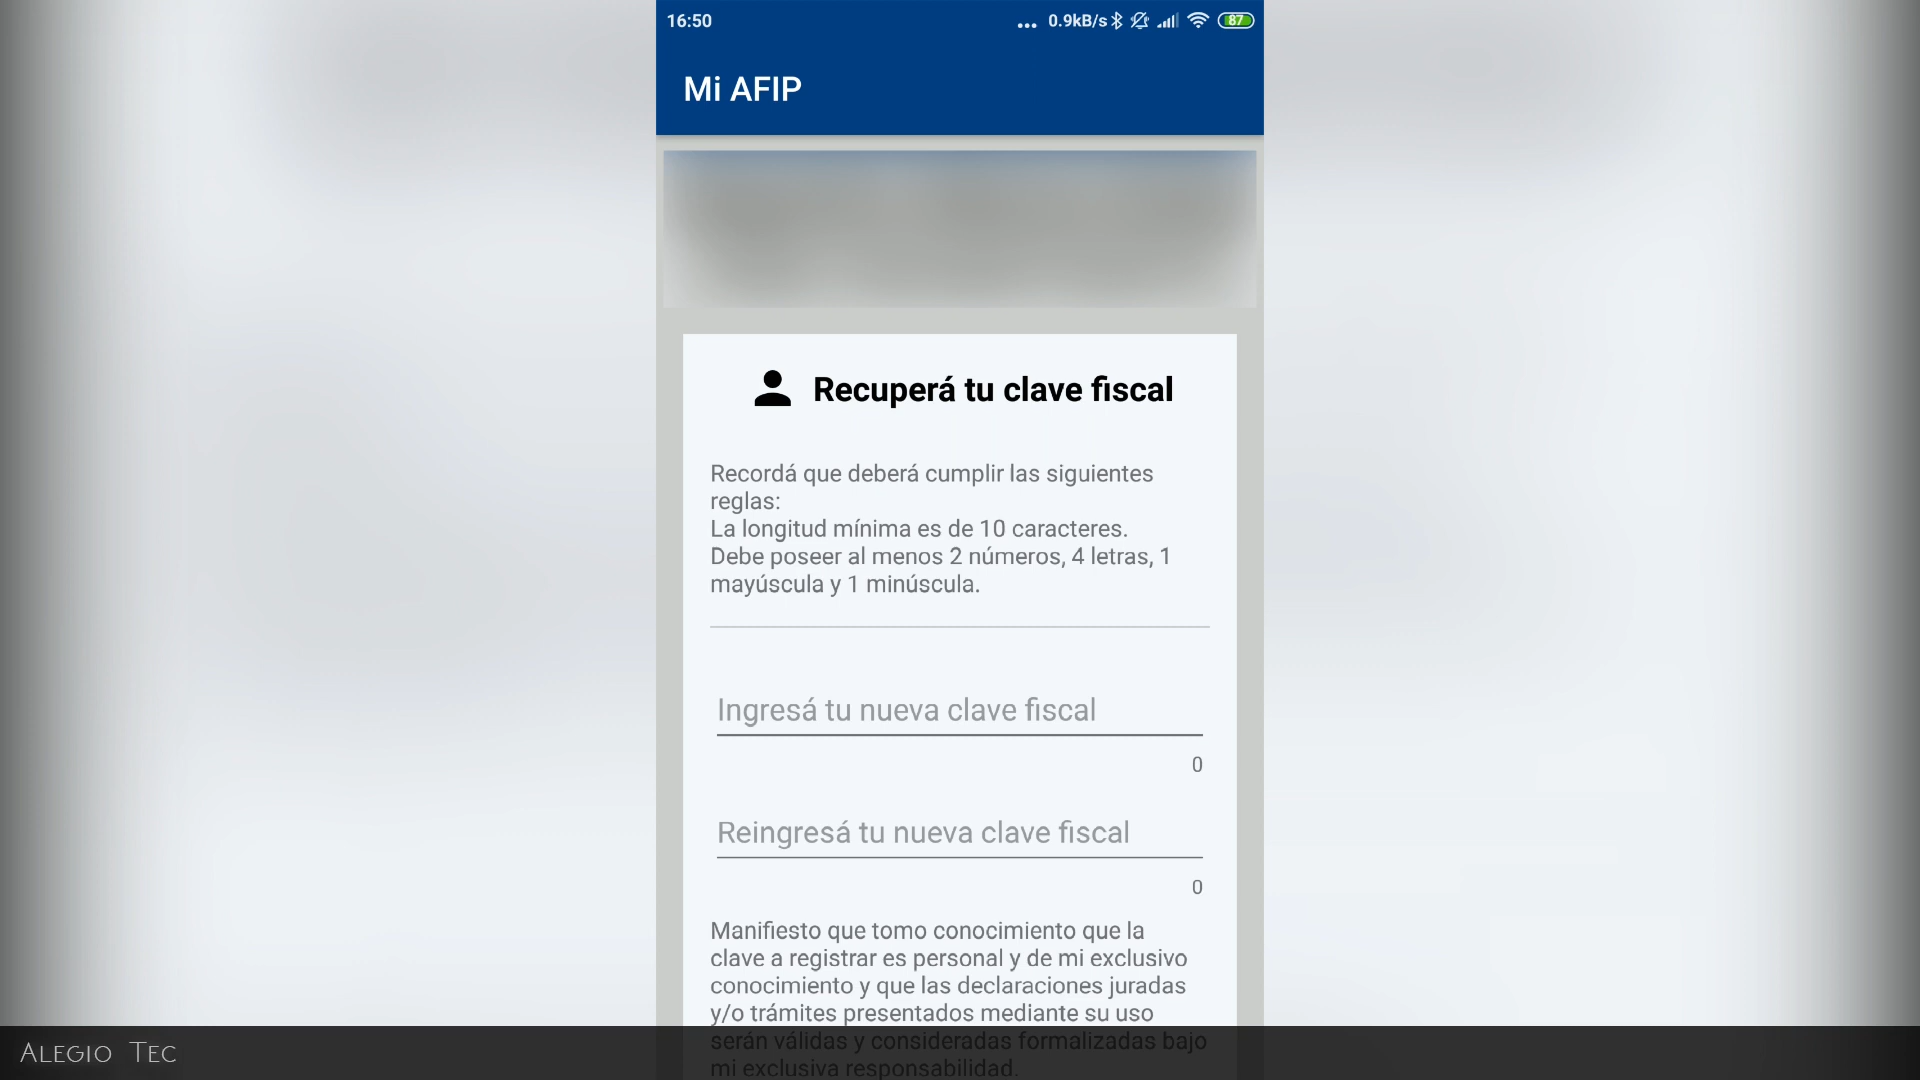 16:50
... 0.9kB/s 87
Mi AFIP
Recuperá tu clave fiscal
Recordá que deberá cumplir las siguientes
reglas:
La longitud mínima es de 10 caracteres.
Debe poseer al menos 2 números, 4 letras, 1
mayúscula y 1 minúscula.
Ingresá tu nueva clave fiscal
0
Reingresá tu nueva clave fiscal
0
Manifiesto que tomo conocimiento que la
clave a registrar es personal y de mi exclusivo
conocimiento y que las declaraciones juradas
y/o trámites presentados mediante su uso
serán válidas y consideradas formalizadas bajo
mi exclusiva responsabilidad.
Alegio Tec